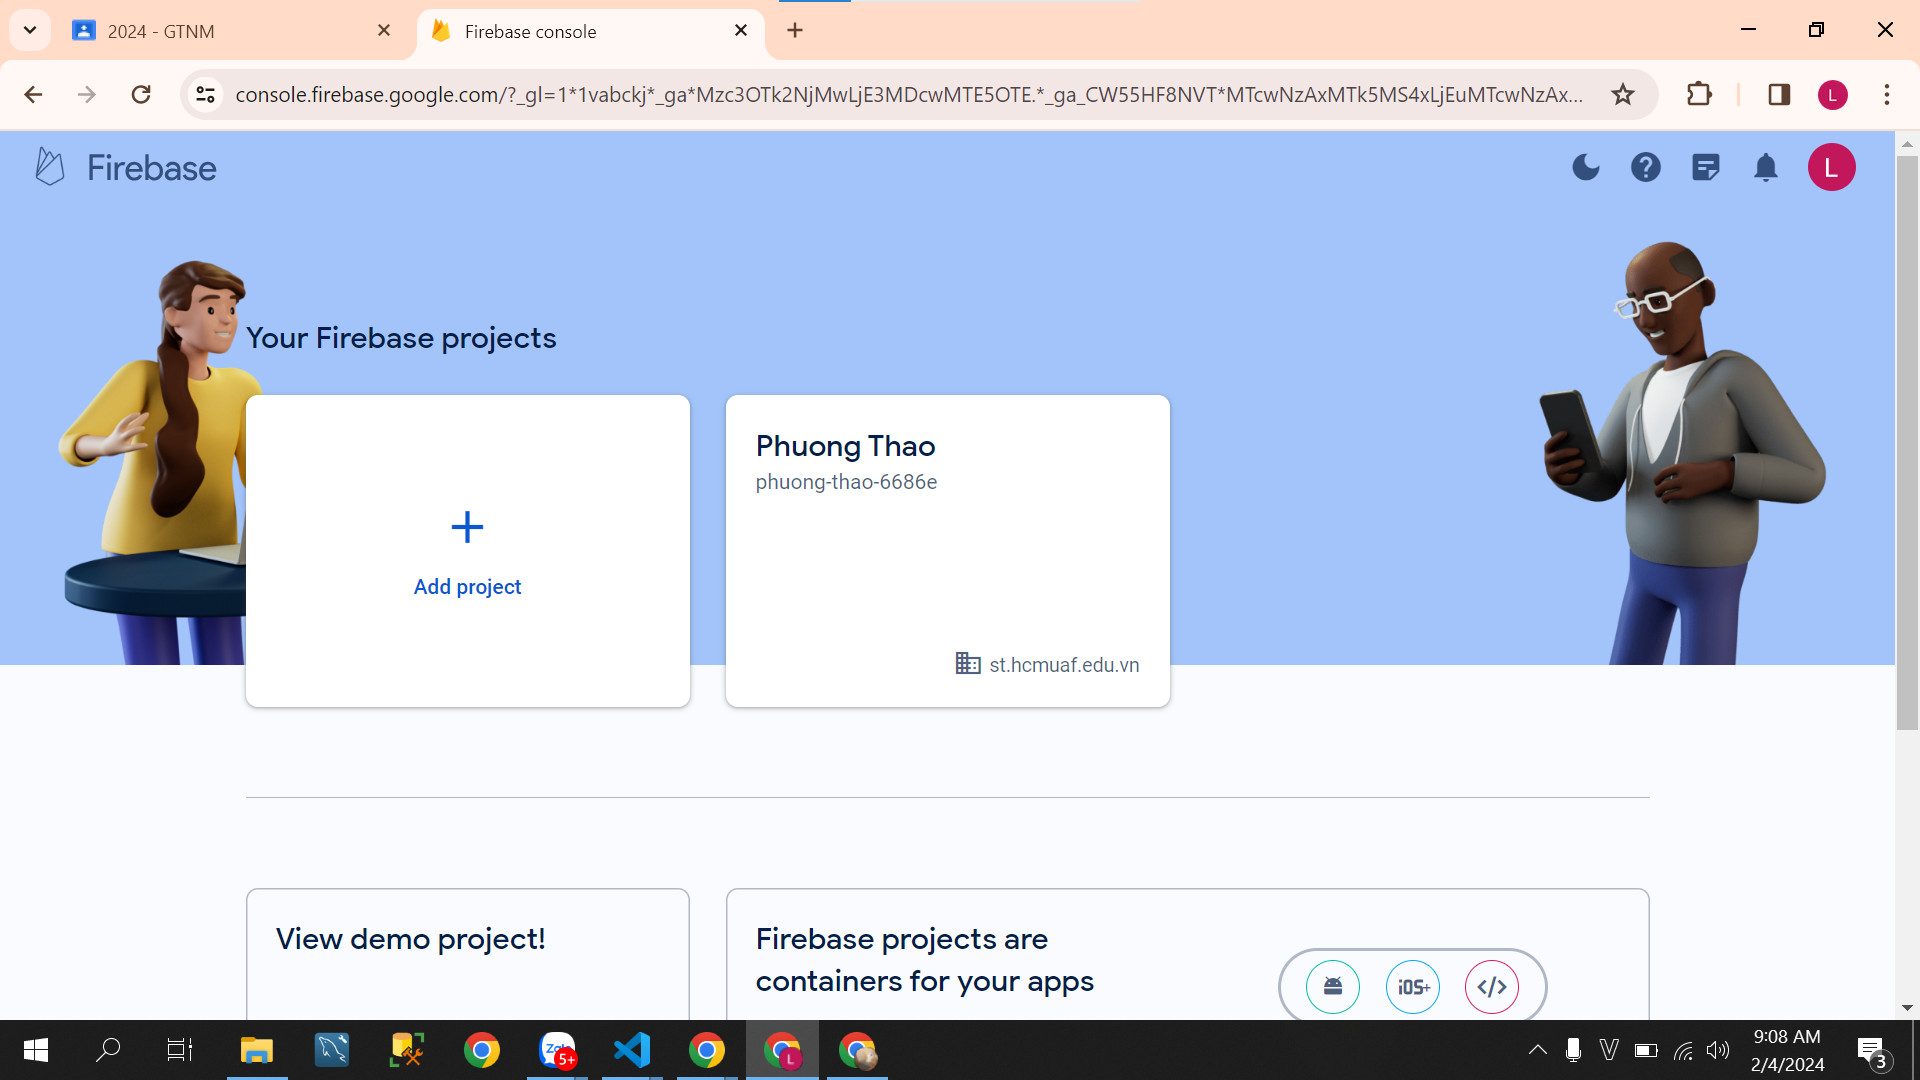 2024 - GTNM
Firebase console
console.firebase.google.com/?_gl=1*1vabckj*_ga*Mzc3OTk2NjMwLjE3MDcwMTE5OTE.*_ga_CW55HF8NVT*MTcwNzAxMTk5MS4xLjEuMTcwNzAx...
L
Firebase
L
Your Firebase projects
Add project
Phuong Thao
phuong-thao-6686e
st.hcmuaf.edu.vn
View demo project!
Firebase projects are
containers for your apps
iOS+
Zalo
5+
L
9:08 AM
2/4/2024
3